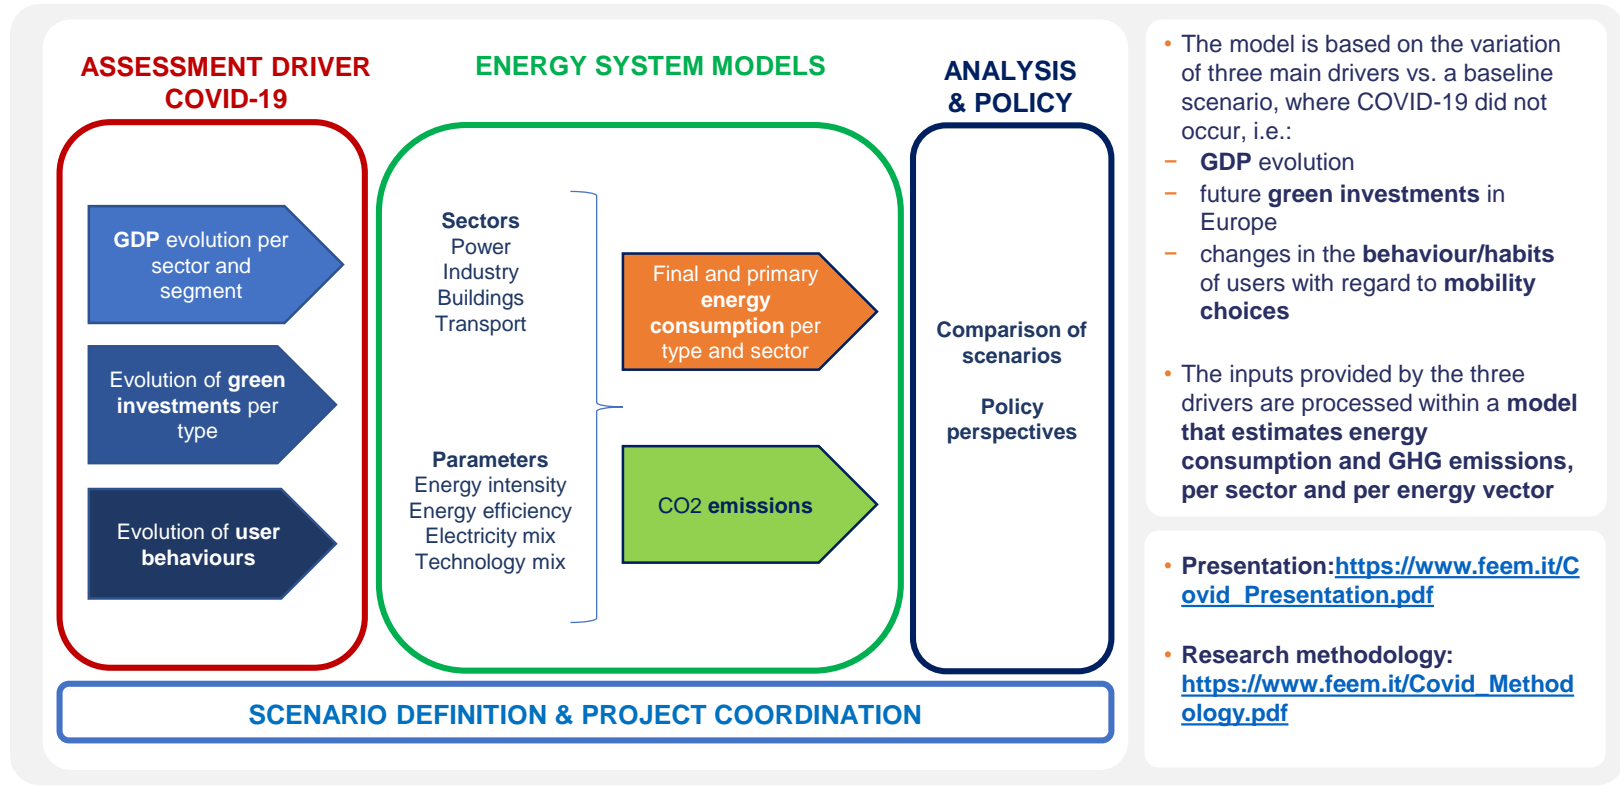 ASSESSMENT DRIVER
COVID-19
GDP evolution per
sector and
segment
Evolution of green
investments per
type
Evolution of user
behaviours
ENERGY SYSTEM MODELS
Sectors
Power
Industry
Buildings
Transport
Parameters
Energy intensity
Energy efficiency
Electricity mix
Technology mix
Final and primary
energy
consumption per
type and sector
CO2 emissions
ANALYSIS
& POLICY
Comparison of
scenarios
Policy
perspectives
SCENARIO DEFINITION & PROJECT COORDINATION
• The model is based on the variation
of three main drivers vs. a baseline
scenario, where COVID-19 did not
occur, i.e.:
− GDP evolution
− future green investments in
Europe
− changes in the behaviour/habits
of users with regard to mobility
choices
• The inputs provided by the three
drivers are processed within a model
that estimates energy
consumption and GHG emissions,
per sector and per energy vector
• Presentation:https://www.feem.it/C
ovid_Presentation.pdf
• Research methodology:
https://www.feem.it/Covid_Method
ology.pdf